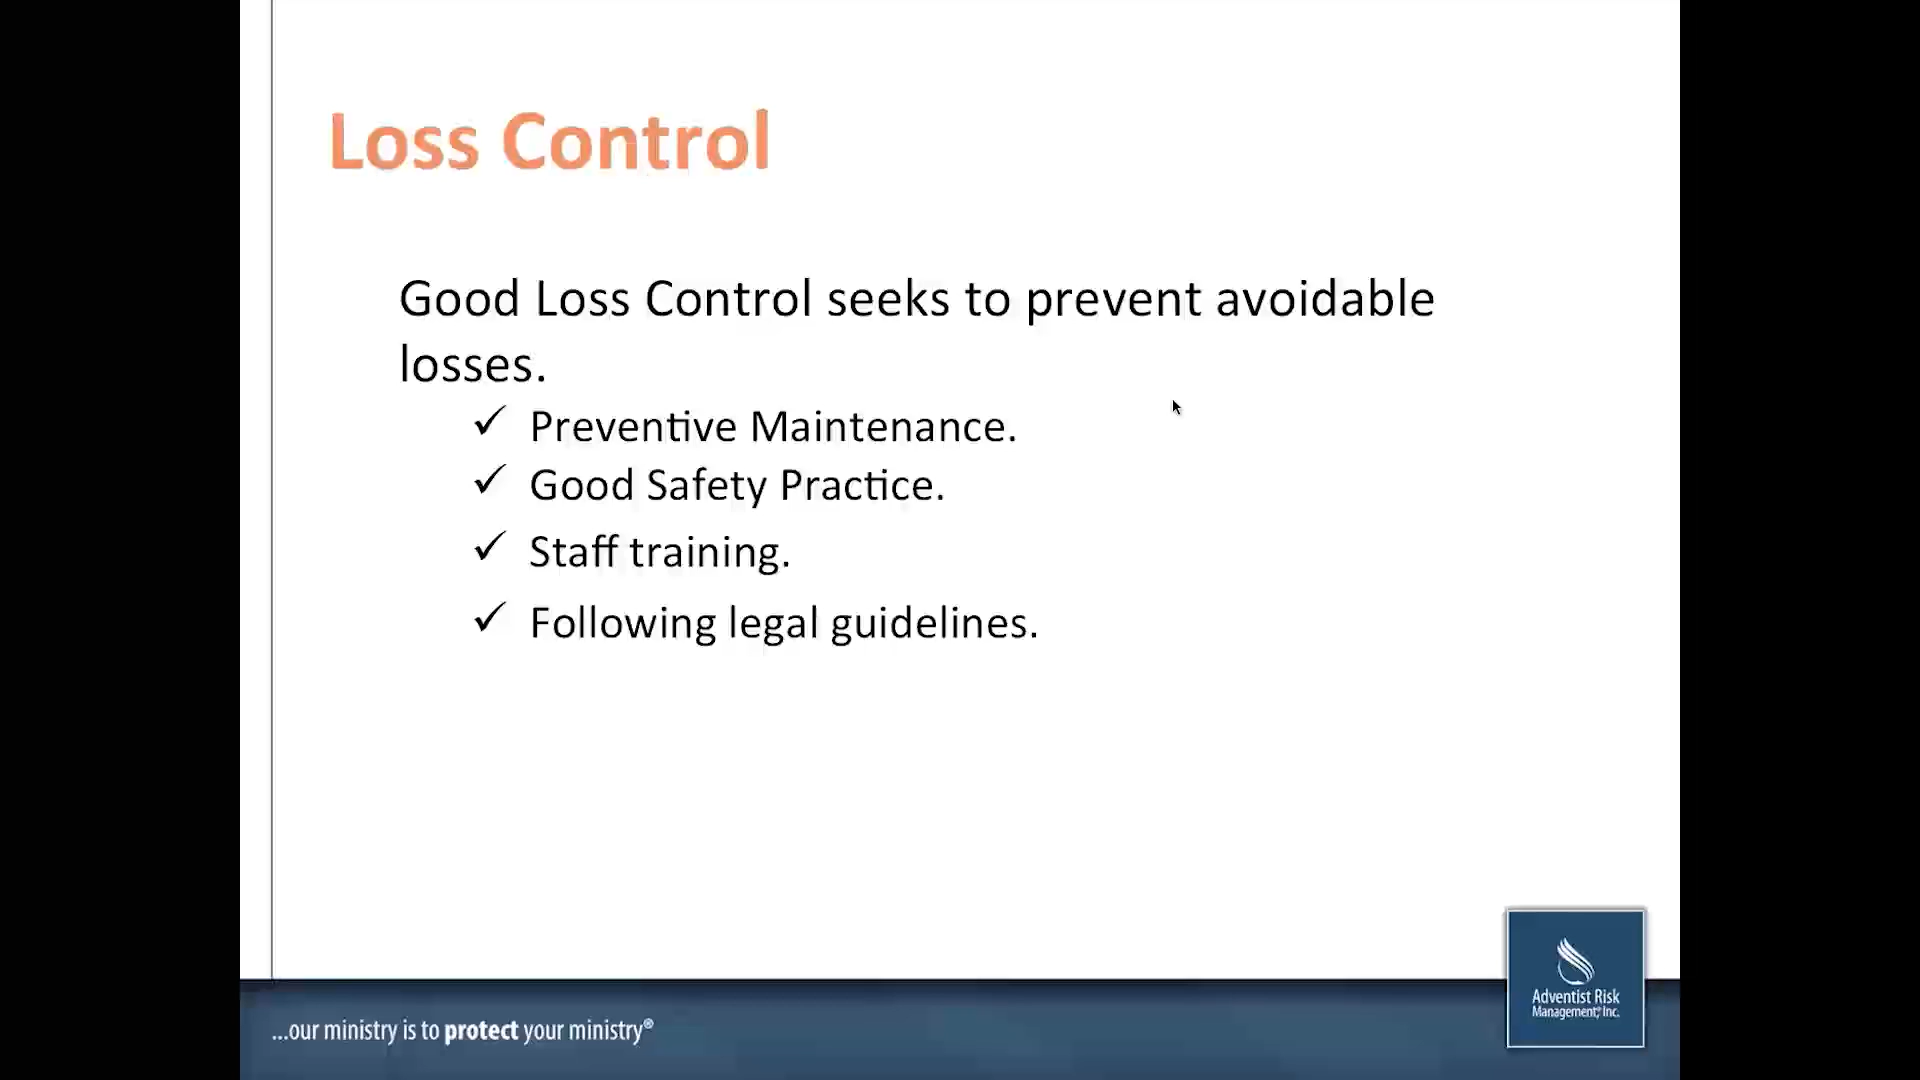 Loss Control
Good Loss Control seeks to prevent avoidable
losses.
✓ Preventive Maintenance.
✓ Good Safety Practice.
✓ Staff training.
✓ Following legal guidelines.
Adventist Risk
Management, Inc.
...our ministry is to protect your ministry®